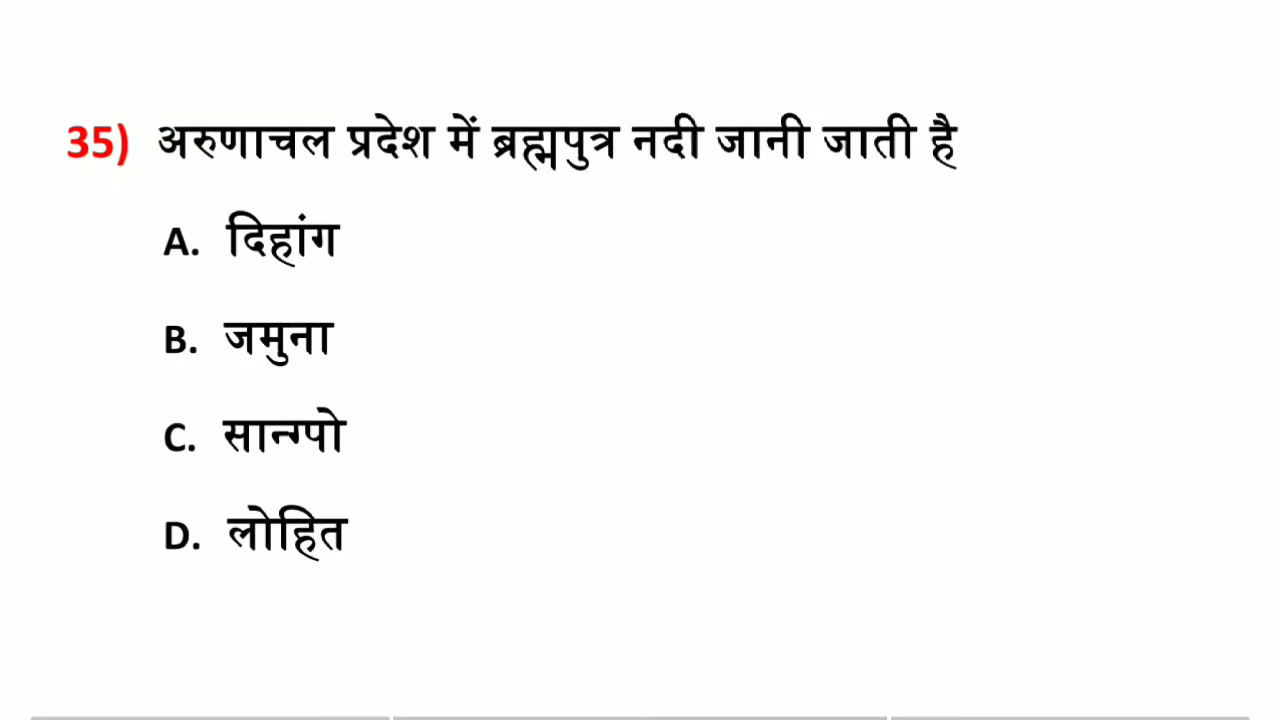 35) अरुणाचल प्रदेश में ब्रह्मपुत्र नदी जानी जाती है
A. दिहांग
B. जमुना
C. सान्ग्पो
D. लोहित